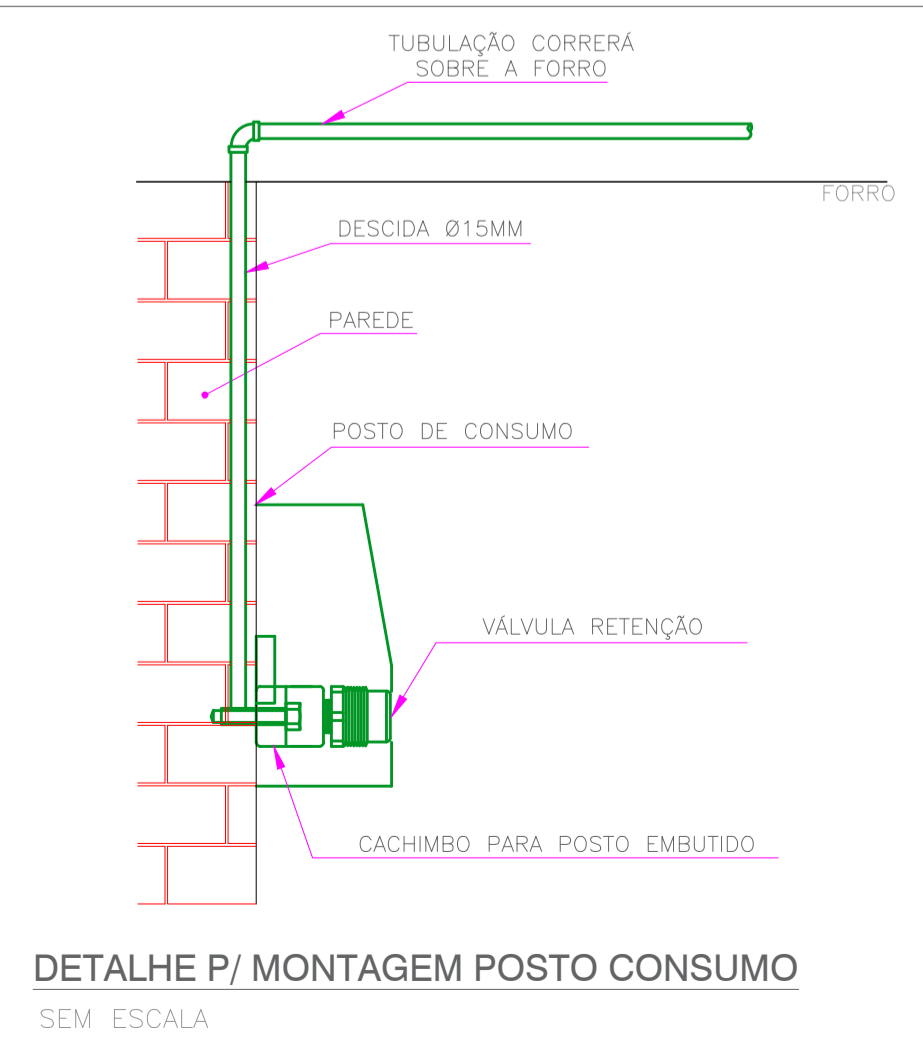 TUBULAÇÃO CORRERÁ
SOBRE A FORRO
FORRO
DESCIDA Ø15MM
PAREDE
POSTO DE CONSUMO
VÁLVULA RETENÇÃO
CACHIMBO PARA POSTO EMBUTIDO
DETALHE P/ MONTAGEM POSTO CONSUMO
SEM ESCALA